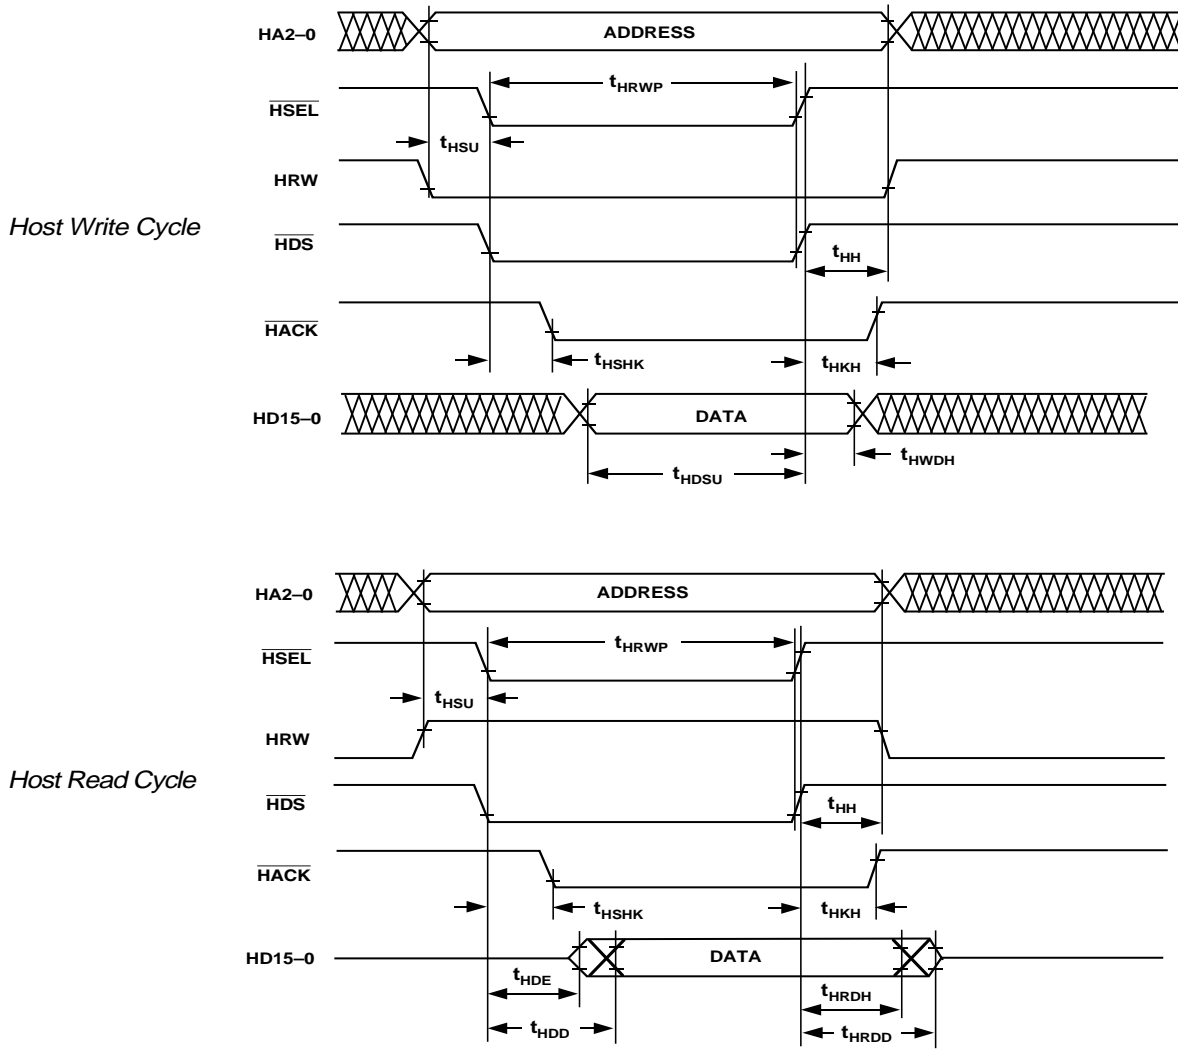 HA2–0 ADDRESS
HSEL tHRWP
tHSU
HRW
Host Write Cycle
HDS tHH
HACK
tHSHK tHKH
HD15–0 DATA
tHDSU tHWDH
HA2–0 ADDRESS
HSEL tHRWP
tHSU
HRW
Host Read Cycle
HDS tHH
HACK
tHSHK tHKH
HD15–0 DATA
tHDE tHRDH
tHDD tHRDD